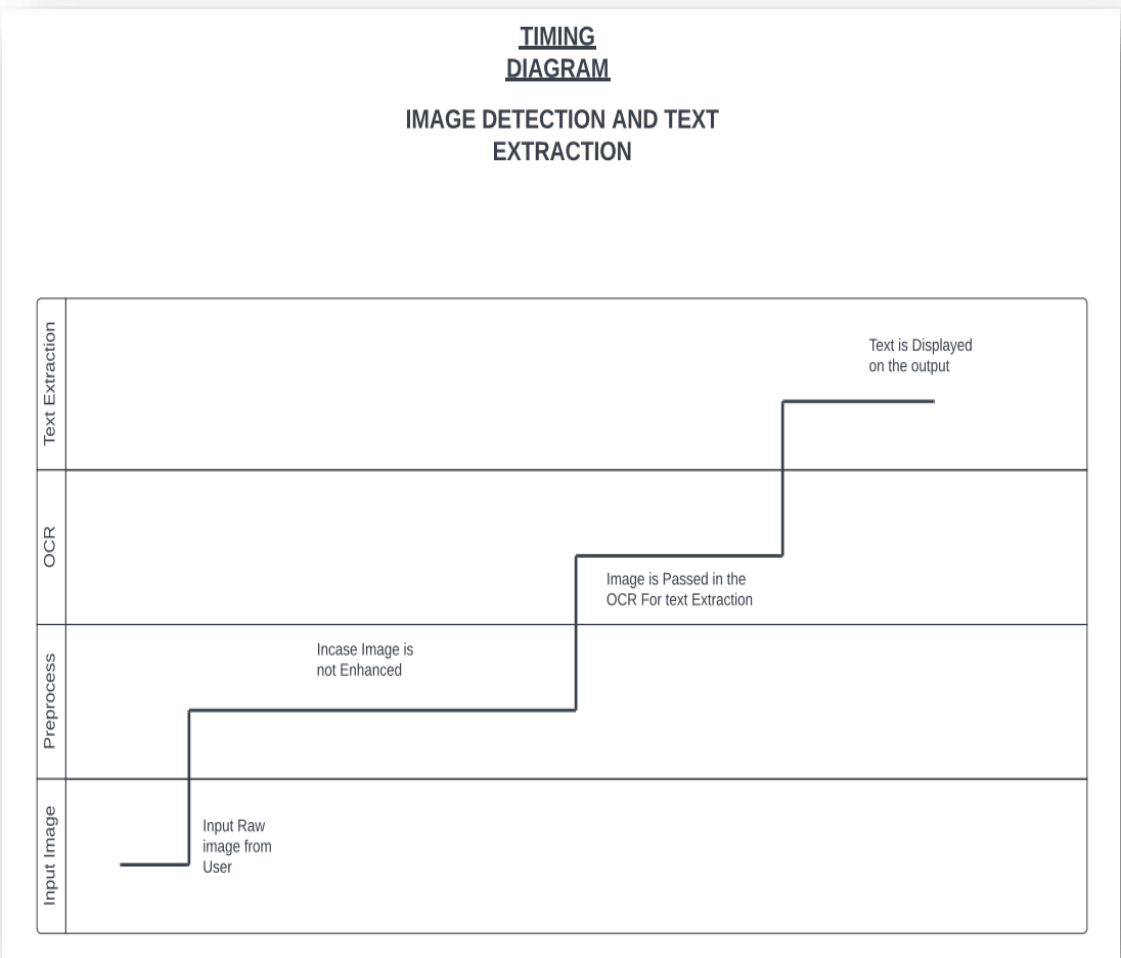 TIMING
DIAGRAM
IMAGE DETECTION AND TEXT
EXTRACTION
Text Extraction
Text is Displayed
on the output
OCR
Image is Passed in the
OCR For text Extraction
Preprocess
Incase Image is
not Enhanced
Input Image
Input Raw
image from
User